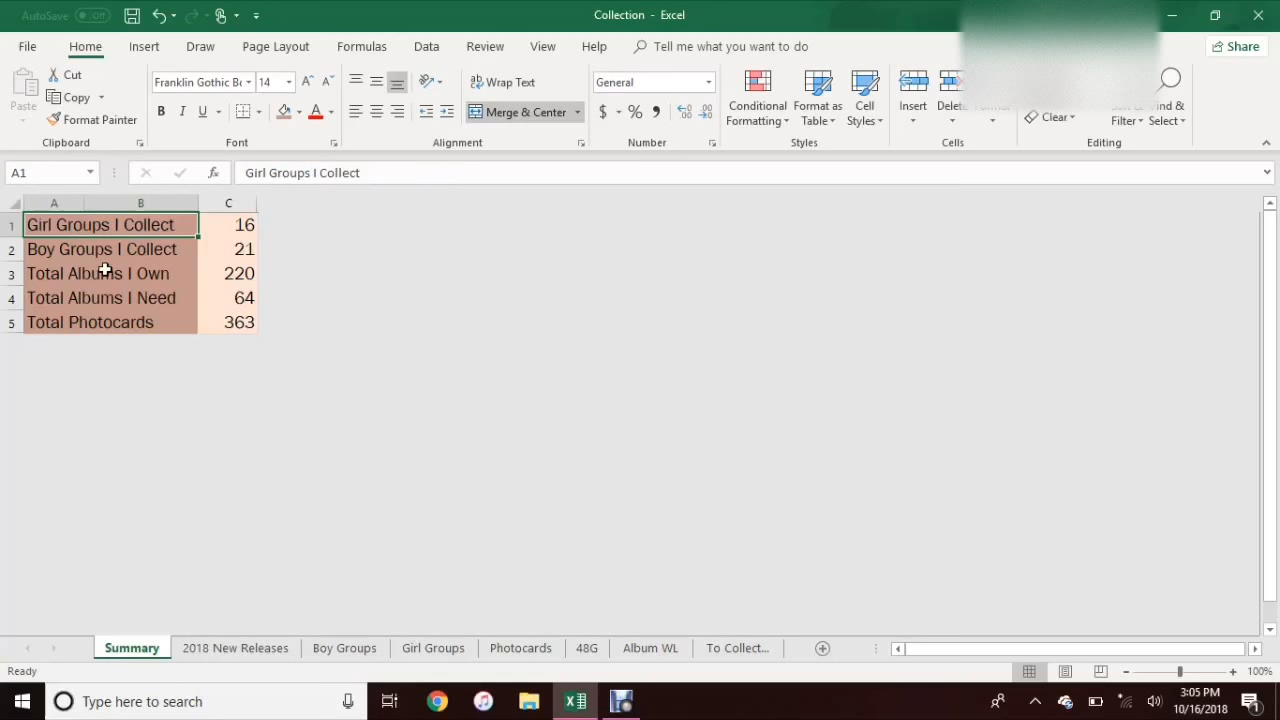 AutoSave Off
Collection - Excel
File Home Insert Draw Page Layout Formulas Data Review View Help Tell me what you want to do Share
Paste
Cut
Copy
Format Painter
Clipboard
Franklin Gothic B 14
B I U
Font
Wrap Text
Merge & Center
Alignment
General
$ % ,
Number
Conditional Formatting
Format as Table
Cell Styles
Styles
Insert
Delete
Cells
Clear
Filter
Find & Select
Editing
A1 fx Girl Groups I Collect
A B C
1 Girl Groups I Collect 16
2 Boy Groups I Collect 21
3 Total Albums I Own 220
4 Total Albums I Need 64
5 Total Photocards 363
Summary 2018 New Releases Boy Groups Girl Groups Photocards 48G Album WL To Collect...
Ready 100%
Type here to search
3:05 PM
10/16/2018
1